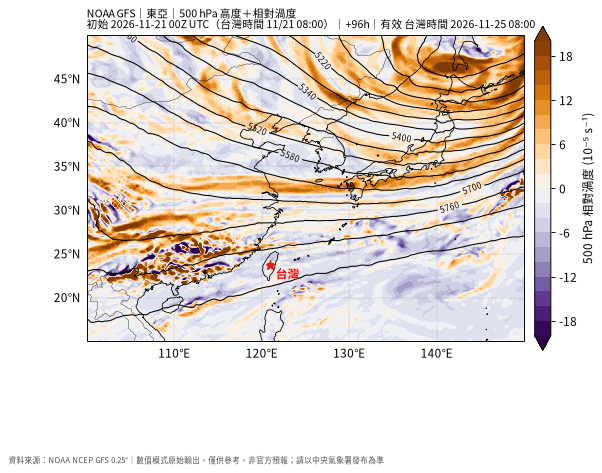 NOAA GFS｜東亞｜500 hPa 高度＋相對渦度
初始 2026-11-21 00Z UTC（台灣時間 11/21 08:00）｜+96h｜有效 台灣時間 2026-11-25 08:00
45°N
40°N
35°N
30°N
25°N
20°N
110°E
120°E
130°E
140°E
5220
5340
5400
5520
5580
5700
5760
台灣
18
12
6
0
-6
-12
-18
500 hPa 相對渦度 (10⁻⁵ s⁻¹)
資料來源：NOAA NCEP GFS 0.25°｜數值模式原始輸出，僅供參考，非官方預報；請以中央氣象署發布為準